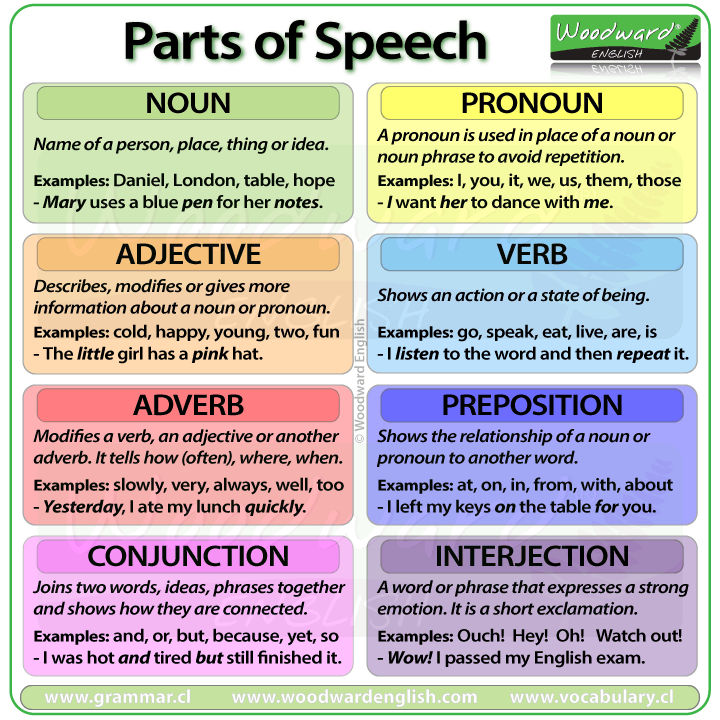 Parts of Speech
Woodward®
ENGLISH
NOUN
Name of a person, place, thing or idea.
Examples: Daniel, London, table, hope
- Mary uses a blue pen for her notes.
PRONOUN
A pronoun is used in place of a noun or
noun phrase to avoid repetition.
Examples: I, you, it, we, us, them, those
- I want her to dance with me.
ADJECTIVE
Describes, modifies or gives more
information about a noun or pronoun.
Examples: cold, happy, young, two, fun
- The little girl has a pink hat.
VERB
Shows an action or a state of being.
Examples: go, speak, eat, live, are, is
- I listen to the word and then repeat it.
© Woodward English
ADVERB
Modifies a verb, an adjective or another
adverb. It tells how (often), where, when.
Examples: slowly, very, always, well, too
- Yesterday, I ate my lunch quickly.
PREPOSITION
Shows the relationship of a noun or
pronoun to another word.
Examples: at, on, in, from, with, about
- I left my keys on the table for you.
CONJUNCTION
Joins two words, ideas, phrases together
and shows how they are connected.
Examples: and, or, but, because, yet, so
- I was hot and tired but still finished it.
INTERJECTION
A word or phrase that expresses a strong
emotion. It is a short exclamation.
Examples: Ouch! Hey! Oh! Watch out!
- Wow! I passed my English exam.
www.grammar.cl www.woodwardenglish.com www.vocabulary.cl